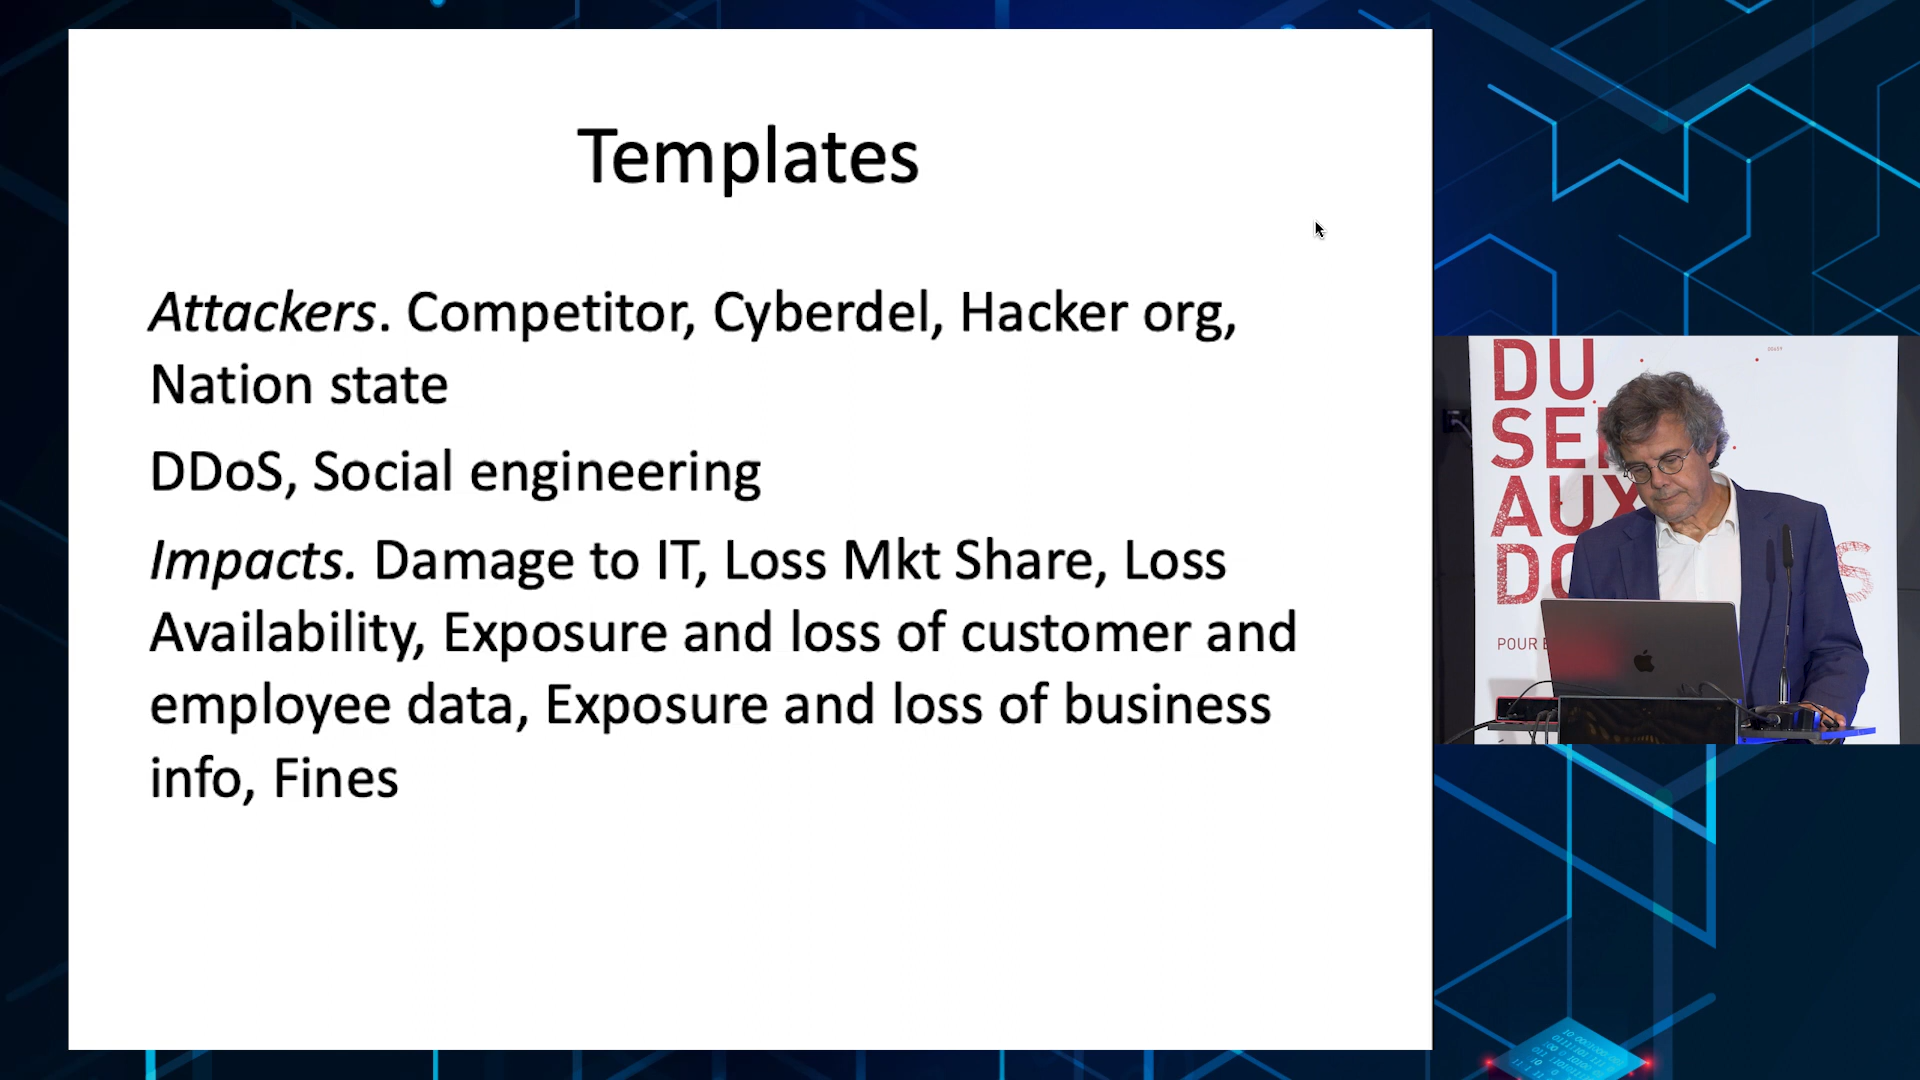 Templates
Attackers. Competitor, Cyberdel, Hacker org,
Nation state
DDoS, Social engineering
Impacts. Damage to IT, Loss Mkt Share, Loss
Availability, Exposure and loss of customer and
employee data, Exposure and loss of business
info, Fines
DU
AUX
POUR